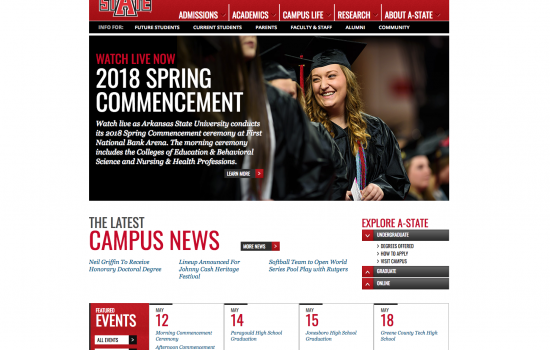 STATE
ADMISSIONS
ACADEMICS
CAMPUS LIFE
RESEARCH
ABOUT A-STATE
INFO FOR: FUTURE STUDENTS CURRENT STUDENTS PARENTS FACULTY & STAFF ALUMNI COMMUNITY
WATCH LIVE NOW
2018 SPRING
COMMENCEMENT
Watch live as Arkansas State University conducts
its 2018 Spring Commencement ceremony at First
National Bank Arena. The morning ceremony
includes the Colleges of Education & Behavioral
Science and Nursing & Health Professions.
LEARN MORE
THE LATEST
CAMPUS NEWS
MORE NEWS
Neil Griffin To Receive
Honorary Doctoral Degree
Lineup Announced For
Johnny Cash Heritage
Festival
Softball Team to Open World
Series Pool Play with Rutgers
EXPLORE A-STATE
UNDERGRADUATE
DEGREES OFFERED
HOW TO APPLY
VISIT CAMPUS
GRADUATE
ONLINE
FEATURED
EVENTS
ALL EVENTS
MAY
12
Morning Commencement
Ceremony
Afternoon Commencement
MAY
14
Paragould High School
Graduation
MAY
15
Jonesboro High School
Graduation
MAY
18
Greene County Tech High
School